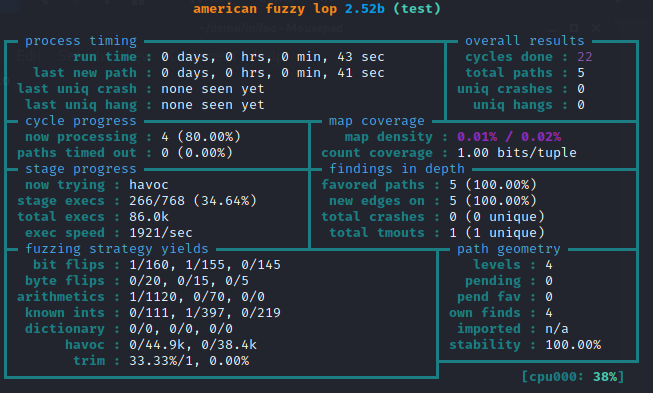 american fuzzy lop 2.52b (test)
process timing overall results
run time : 0 days, 0 hrs, 0 min, 43 sec cycles done : 22
last new path : 0 days, 0 hrs, 0 min, 41 sec total paths : 5
last uniq crash : none seen yet uniq crashes : 0
last uniq hang : none seen yet uniq hangs : 0
cycle progress map coverage
now processing : 4 (80.00%) map density : 0.01% / 0.02%
paths timed out : 0 (0.00%) count coverage : 1.00 bits/tuple
stage progress findings in depth
now trying : havoc favored paths : 5 (100.00%)
stage execs : 266/768 (34.64%) new edges on : 5 (100.00%)
total execs : 86.0k total crashes : 0 (0 unique)
exec speed : 1921/sec total tmouts : 1 (1 unique)
fuzzing strategy yields path geometry
bit flips : 1/160, 1/155, 0/145 levels : 4
byte flips : 0/20, 0/15, 0/5 pending : 0
arithmetics : 1/1120, 0/70, 0/0 pend fav : 0
known ints : 0/111, 1/397, 0/219 own finds : 4
dictionary : 0/0, 0/0, 0/0 imported : n/a
havoc : 0/44.9k, 0/38.4k stability : 100.00%
trim : 33.33%/1, 0.00%
[cpu000: 38%]